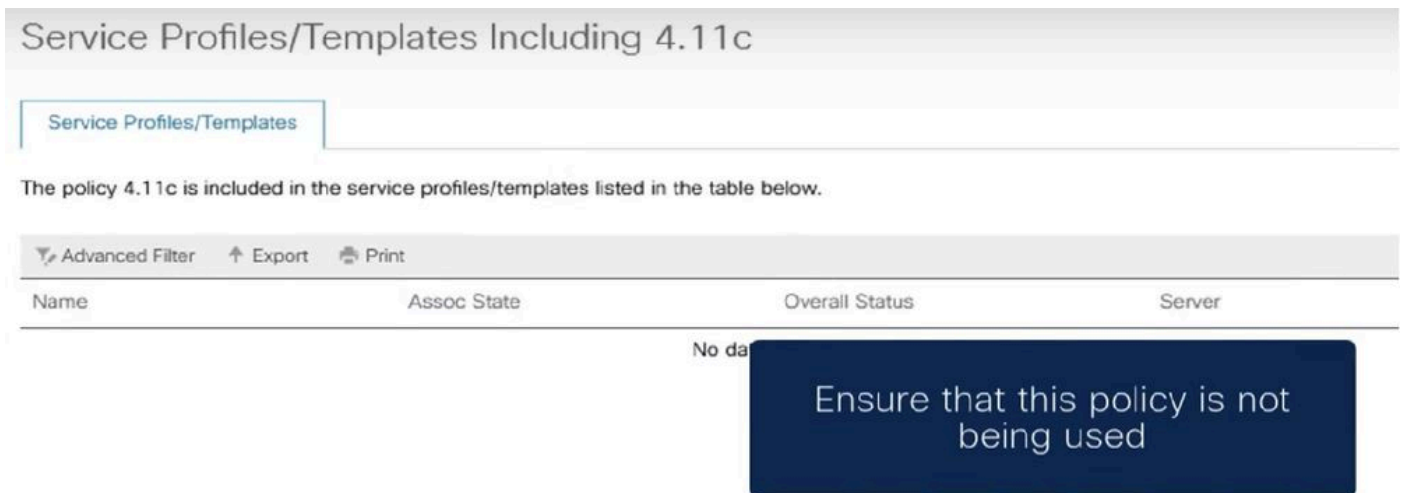 Service Profiles/Templates Including 4.11c
Service Profiles/Templates
The policy 4.11c is included in the service profiles/templates listed in the table below.
Advanced Filter Export Print
Name Assoc State Overall Status Server
No da
Ensure that this policy is not
being used